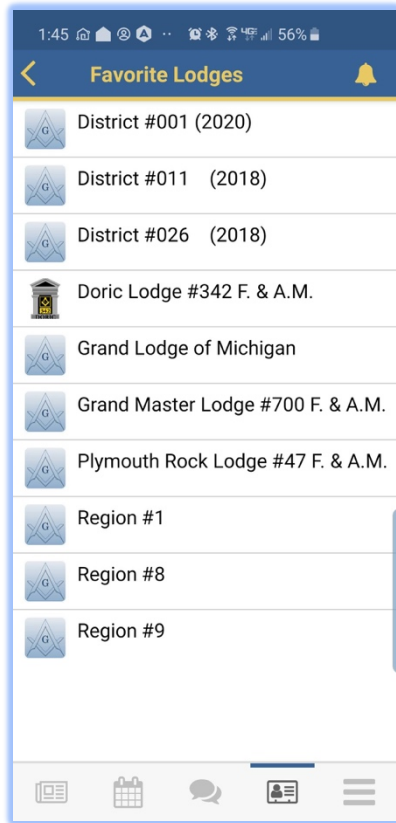 1:45 56%
Favorite Lodges
G District #001 (2020)
G District #011 (2018)
G District #026 (2018)
Doric Lodge #342 F. & A.M.
G Grand Lodge of Michigan
G Grand Master Lodge #700 F. & A.M.
G Plymouth Rock Lodge #47 F. & A.M.
G Region #1
G Region #8
G Region #9